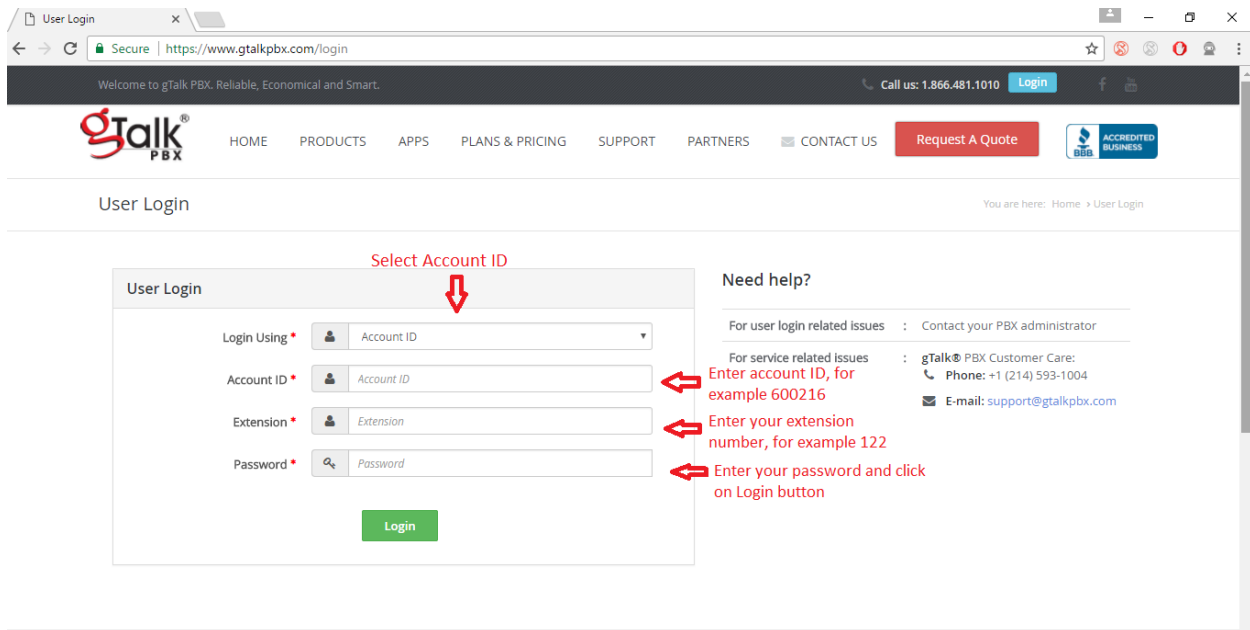 User Login
Secure | https://www.gtalkpbx.com/login
Welcome to gTalk PBX. Reliable, Economical and Smart.
Call us: 1.866.481.1010
Login
gTalk®
PBX
HOME
PRODUCTS
APPS
PLANS & PRICING
SUPPORT
PARTNERS
CONTACT US
Request A Quote
BBB
ACCREDITED
BUSINESS
User Login
You are here: Home › User Login
Select Account ID
User Login
Login Using *
Account ID
Account ID *
Account ID
Enter account ID, for
example 600216
Extension *
Extension
Enter your extension
number, for example 122
Password *
Password
Enter your password and click
on Login button
Login
Need help?
For user login related issues : Contact your PBX administrator
For service related issues : gTalk® PBX Customer Care:
Phone: +1 (214) 593-1004
E-mail: support@gtalkpbx.com